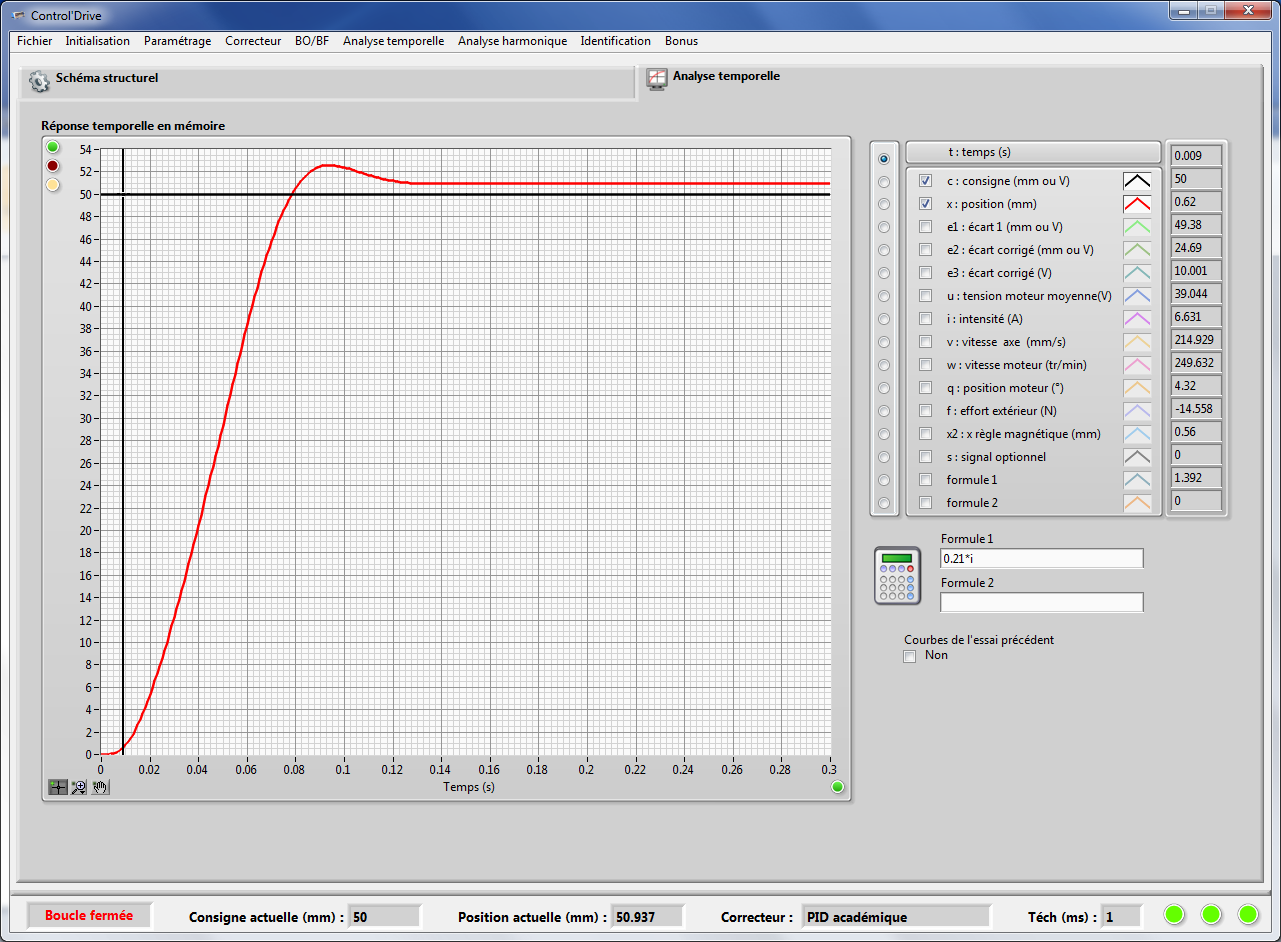 Control'Drive
Fichier Initialisation Paramétrage Correcteur BO/BF Analyse temporelle Analyse harmonique Identification Bonus
Schéma structurel
Analyse temporelle
Réponse temporelle en mémoire
54
52
50
48
46
44
42
40
38
36
34
32
30
28
26
24
22
20
18
16
14
12
10
8
6
4
2
0
0 0.02 0.04 0.06 0.08 0.1 0.12 0.14 0.16 0.18 0.2 0.22 0.24 0.26 0.28 0.3
Temps (s)
t : temps (s) 0.009
c : consigne (mm ou V) 50
x : position (mm) 0.62
e1 : écart 1 (mm ou V) 49.38
e2 : écart corrigé (mm ou V) 24.69
e3 : écart corrigé (V) 10.001
u : tension moteur moyenne(V) 39.044
i : intensité (A) 6.631
v : vitesse axe (mm/s) 214.929
w : vitesse moteur (tr/min) 249.632
q : position moteur (°) 4.32
f : effort extérieur (N) -14.558
x2 : x règle magnétique (mm) 0.56
s : signal optionnel 0
formule 1 1.392
formule 2 0
Formule 1
0.21*i
Formule 2
Courbes de l'essai précédent
Non
Boucle fermée Consigne actuelle (mm) : 50 Position actuelle (mm) : 50.937 Correcteur : PID académique Téch (ms) : 1